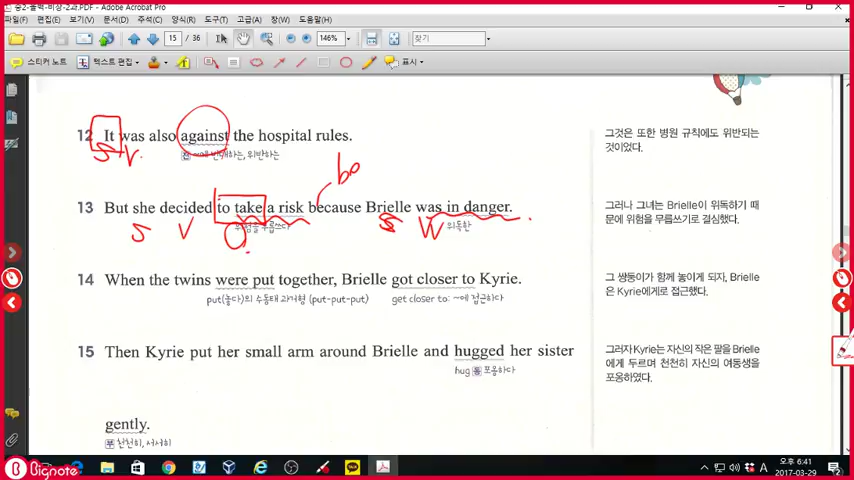 중2-능력-비상-2과.PDF - Adobe Acrobat Pro
파일(F) 편집(E) 보기(V) 문서(D) 주석(C) 양식(R) 도구(T) 고급(A) 창(W) 도움말(H)
15 / 36 146% 찾기
스티커 노트 텍스트 편집 표시
12 It was also against the hospital rules.
그것은 또한 병원 규칙에도 위반되는
것이었다.
S V
반대하는, 위반하는
be
13 But she decided to take a risk because Brielle was in danger.
그러나 그녀는 Brielle이 위독하기 때
문에 위험을 무릅쓰기로 결심했다.
위험을 무릅쓰다 위독한
S V O S V
14 When the twins were put together, Brielle got closer to Kyrie.
그 쌍둥이가 함께 놓이게 되자, Brielle
은 Kyrie에게로 접근했다.
put(놓다)의 수동태 과거형 (put-put-put) get closer to: ~에 접근하다
15 Then Kyrie put her small arm around Brielle and hugged her sister
그러자 Kyrie는 자신의 작은 팔을 Brielle
에게 두르며 천천히 자신의 여동생을
포옹하였다.
hug 동 포옹하다
gently.
부 천천히, 서서히
Bignote
A 오후 6:41
2017-03-29